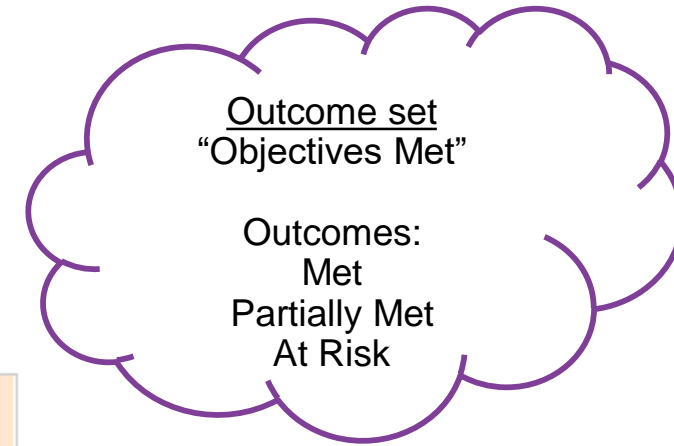 Outcome set
“Objectives Met”
Outcomes:
Met
Partially Met
At Risk